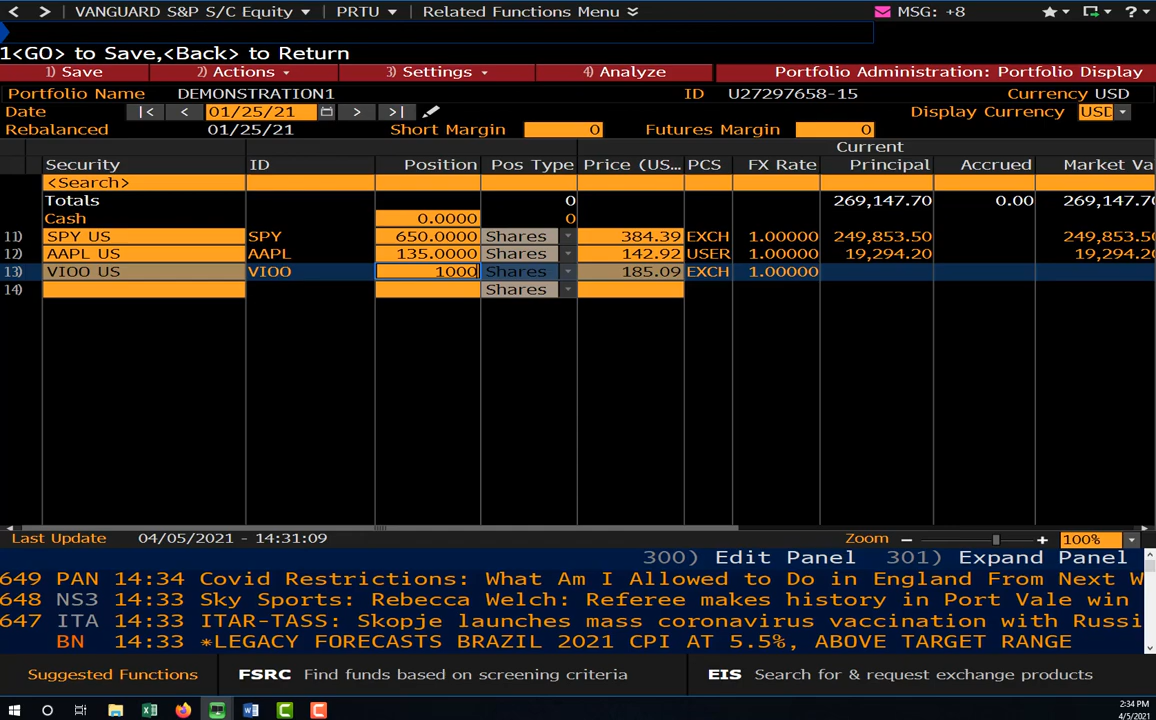 < > VANGUARD S&P S/C Equity PRTU Related Functions Menu MSG: +8 ?
1<GO> to Save,<Back> to Return
1) Save 2) Actions 3) Settings 4) Analyze Portfolio Administration: Portfolio Display
Portfolio Name DEMONSTRATION1 ID U27297658-15 Currency USD
Date |< < 01/25/21 > >| Display Currency USD
Rebalanced 01/25/21 Short Margin 0 Futures Margin 0
Current
Security ID Position Pos Type Price (US... PCS FX Rate Principal Accrued Market Va
<Search>
Totals 0 269,147.70 0.00 269,147.70
Cash 0.0000 0
11) SPY US SPY 650.0000 Shares 384.39 EXCH 1.00000 249,853.50 249,853.50
12) AAPL US AAPL 135.0000 Shares 142.92 USER 1.00000 19,294.20 19,294.20
13) VIOO US VIOO 1000 Shares 185.09 EXCH 1.00000
14) Shares
Last Update 04/05/2021 - 14:31:09 Zoom − + 100%
300) Edit Panel 301) Expand Panel
649 PAN 14:34 Covid Restrictions: What Am I Allowed to Do in England From Next W
648 NS3 14:33 Sky Sports: Rebecca Welch: Referee makes history in Port Vale win
647 ITA 14:33 ITAR-TASS: Skopje launches mass coronavirus vaccination with Russi
BN 14:33 *LEGACY FORECASTS BRAZIL 2021 CPI AT 5.5%, ABOVE TARGET RANGE
Suggested Functions FSRC Find funds based on screening criteria EIS Search for & request exchange products
2:34 PM
4/5/2021